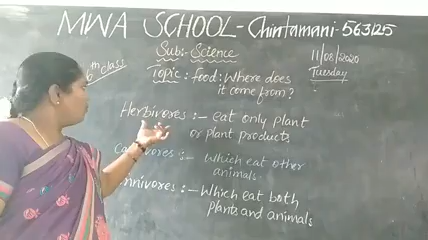 MWA SCHOOL - Chintamani - 563125
Sub:- Science
11/08/2020
Tuesday
6th class
Topic: food: Where does
it come from?
Herbivores :- eat only plant
or plant products
Carnivores :- Which eat other
animals.
Omnivores :- Which eat both
plants and animals